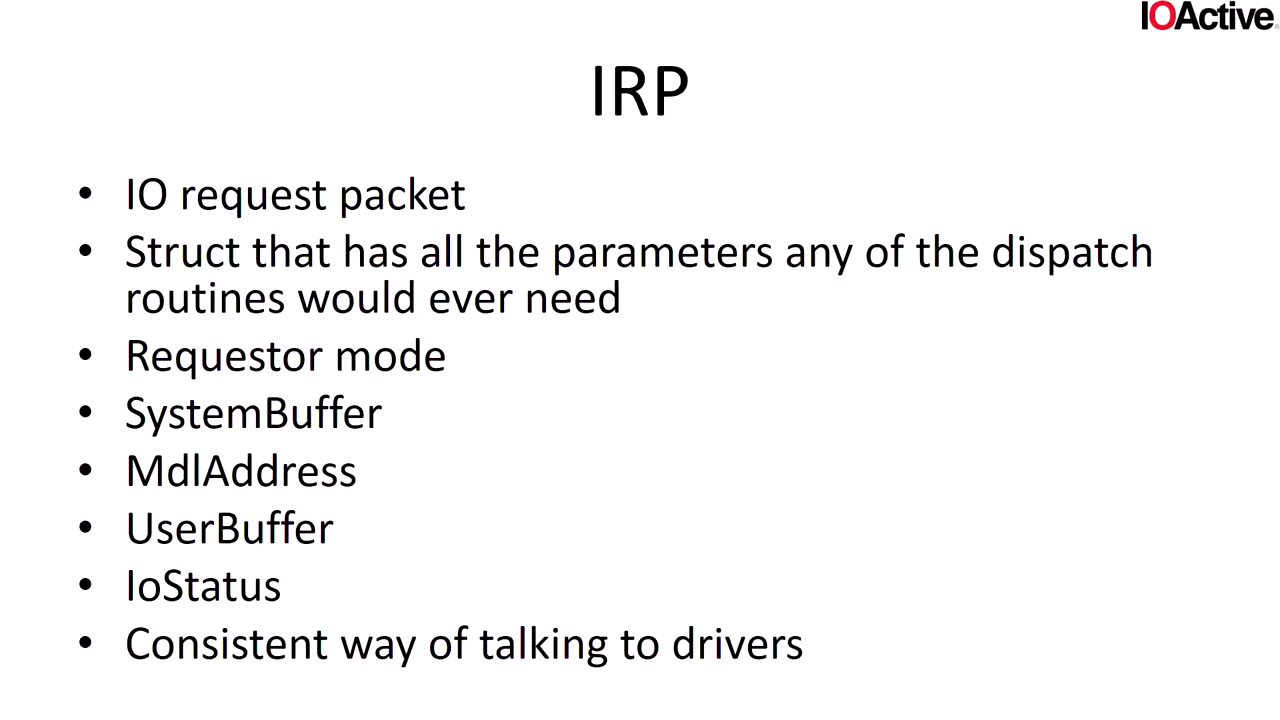 IOActive
IRP
• IO request packet
• Struct that has all the parameters any of the dispatch
routines would ever need
• Requestor mode
• SystemBuffer
• MdlAddress
• UserBuffer
• IoStatus
• Consistent way of talking to drivers